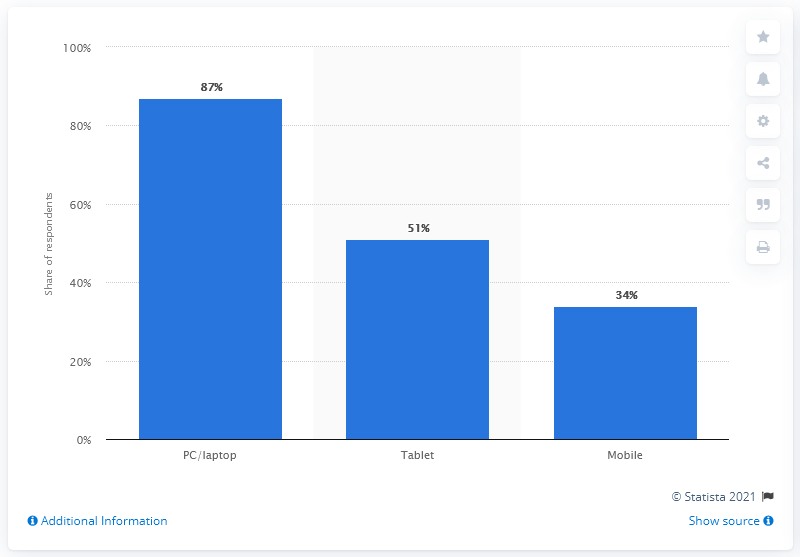 100%
87%
80%
60%
51%
40%
34%
20%
0%
Share of respondents
PC/laptop
Tablet
Mobile
© Statista 2021
Additional Information
Show source